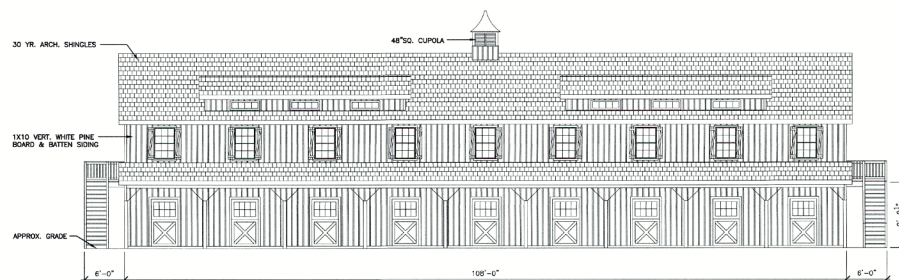 48"SQ. CUPOLA
30 YR. ARCH. SHINGLES
1X10 VERT. WHITE PINE
BOARD & BATTEN SIDING
APPROX. GRADE
6'-0"
108'-0"
6'-0"